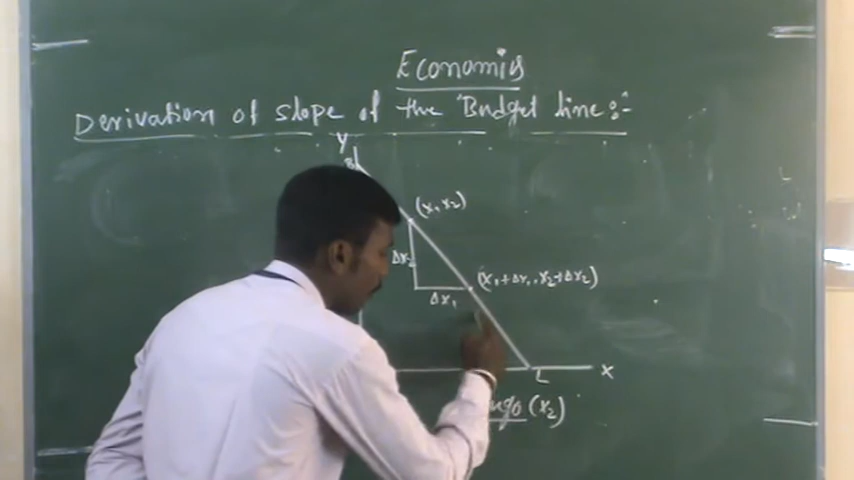 Economics
Derivation of slope of the Budget line :-
Y
B
(x1 x2)
Δx2
(x1+Δx1, x2+Δx2)
Δx1
L
X
(x2)